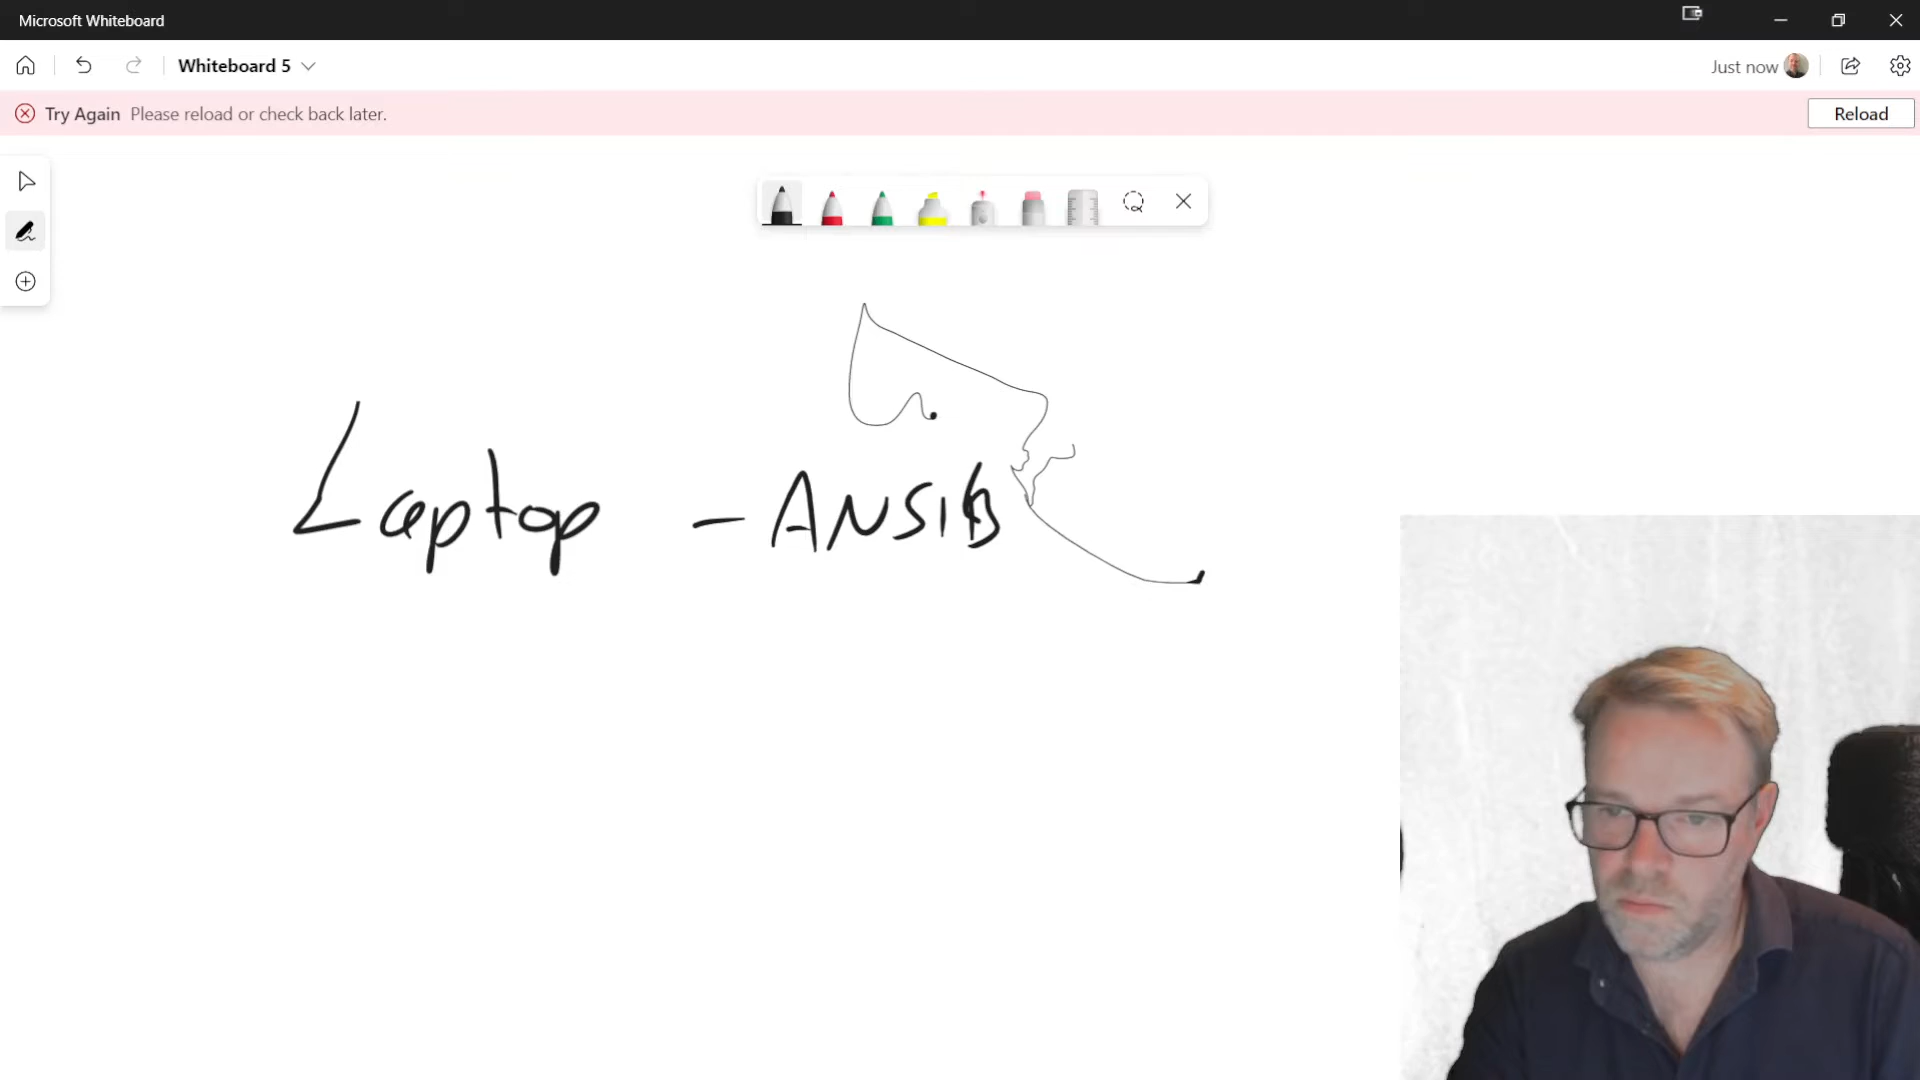 Microsoft Whiteboard
Whiteboard 5
Just now
Try Again Please reload or check back later.
Reload
Laptop - ANSIB